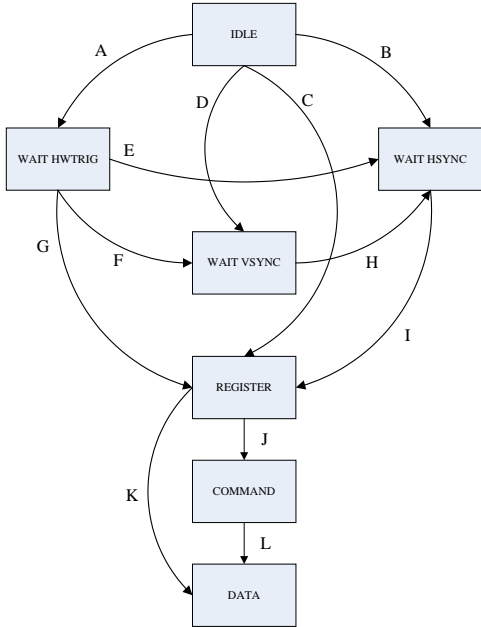 IDLE
A
B
D
C
WAIT HWTRIG
E
WAIT HSYNC
G
F
WAIT VSYNC
H
I
REGISTER
J
K
COMMAND
L
DATA